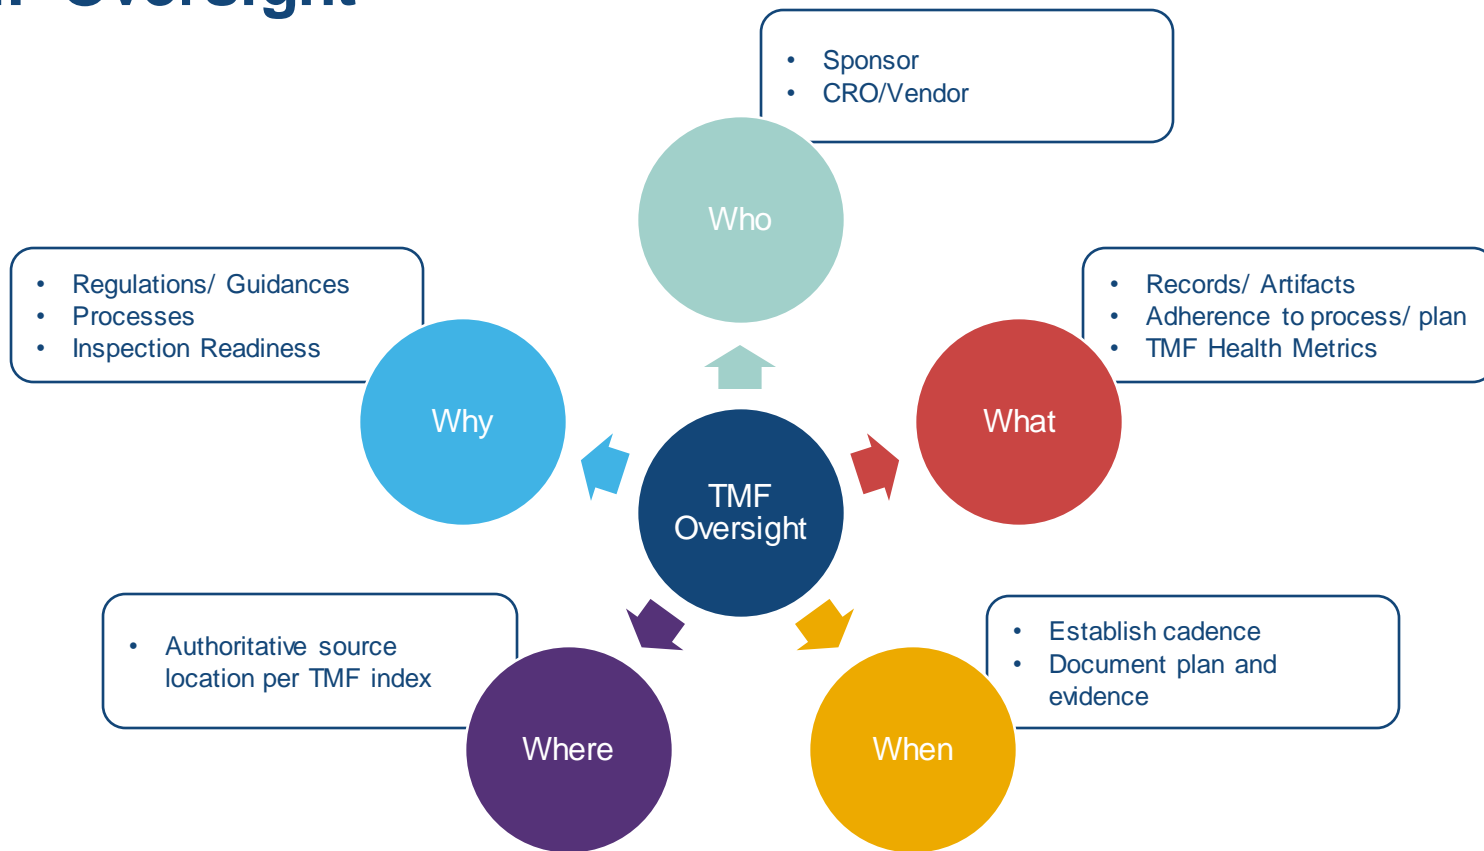 Oversight
• Sponsor
• CRO/Vendor
Who
• Regulations/ Guidances
• Processes
• Inspection Readiness
Why
• Records/ Artifacts
• Adherence to process/ plan
• TMF Health Metrics
What
TMF
Oversight
• Authoritative source
location per TMF index
Where
• Establish cadence
• Document plan and
evidence
When